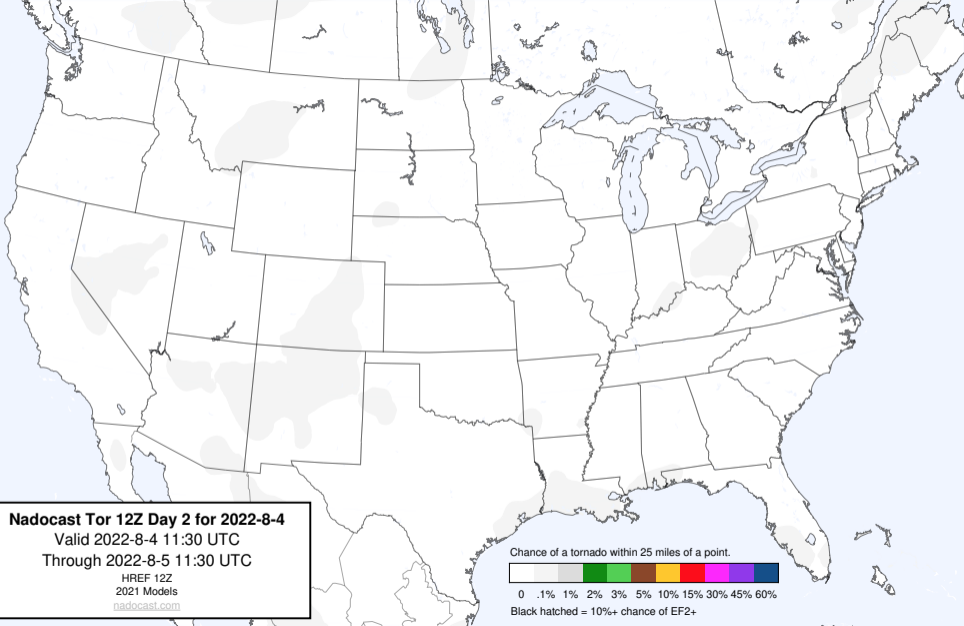 Nadocast Tor 12Z Day 2 for 2022-8-4
Valid 2022-8-4 11:30 UTC
Through 2022-8-5 11:30 UTC
HREF 12Z
2021 Models
nadocast.com
Chance of a tornado within 25 miles of a point.
0 .1% 1% 2% 3% 5% 10% 15% 30% 45% 60%
Black hatched = 10%+ chance of EF2+